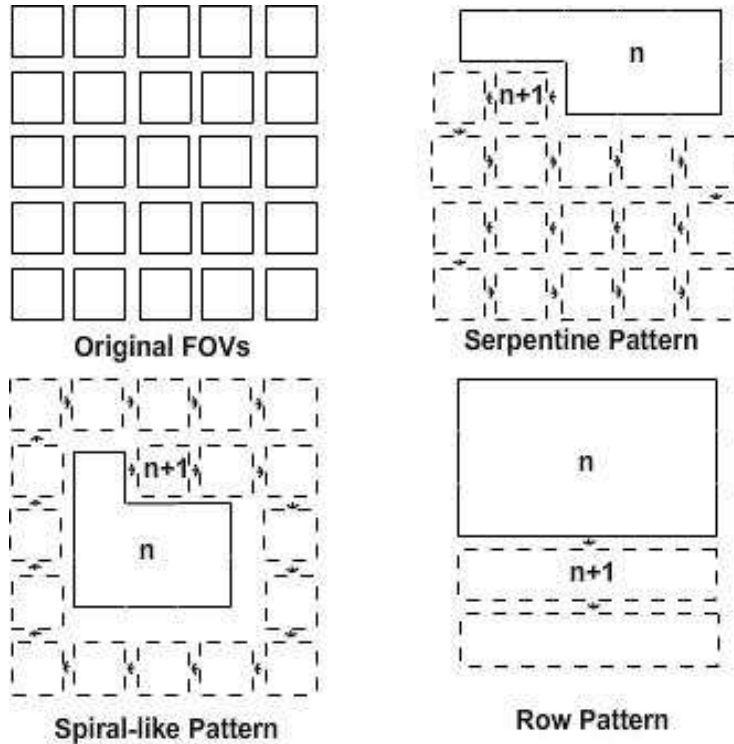 n
n+1
Original FOVs
Serpentine Pattern
n+1
n
Spiral-like Pattern
n
n+1
Row Pattern